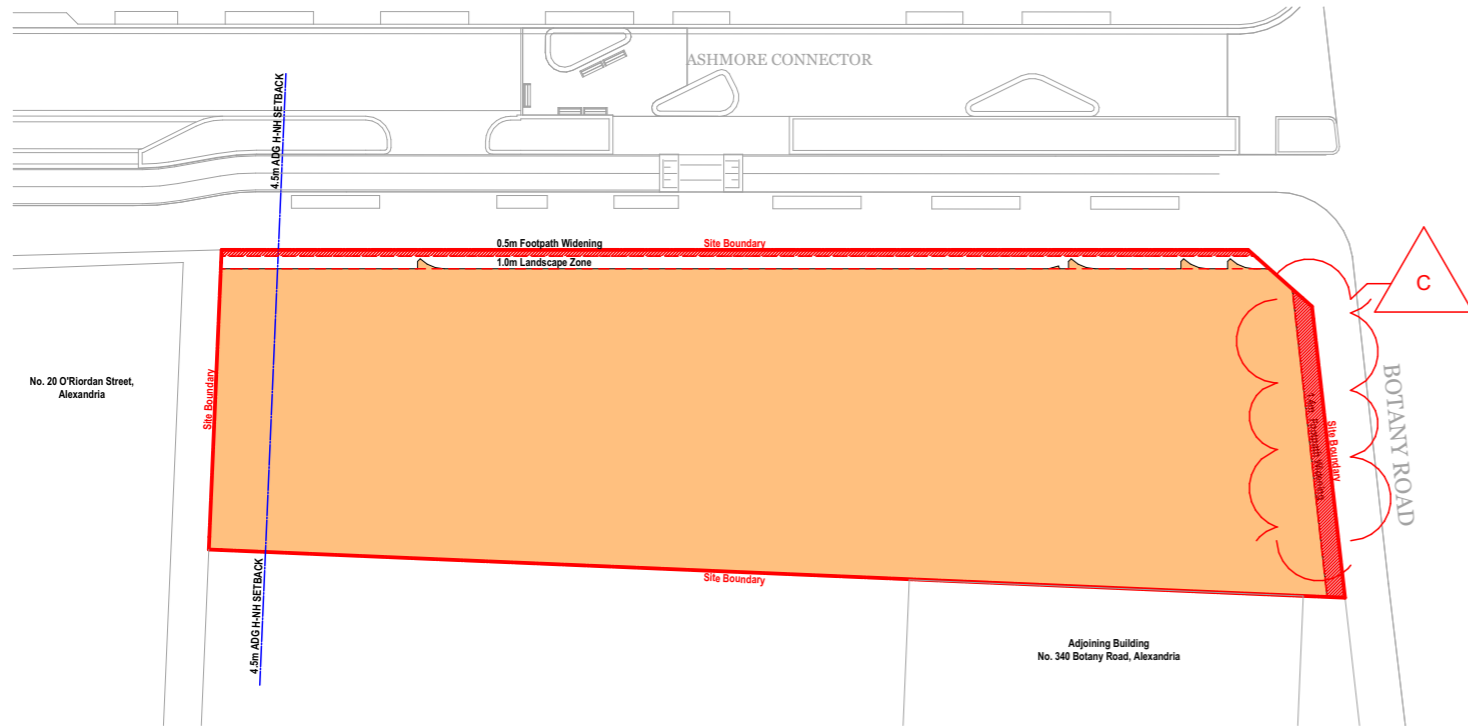 ASHMORE CONNECTOR
4.5m ADG H-NH SETBACK
0.5m Footpath Widening
Site Boundary
1.0m Landscape Zone
C
No. 20 O'Riordan Street,
Alexandria
Site Boundary
1.4m Footpath Widening
Site Boundary
BOTANY ROAD
4.5m ADG H-NH SETBACK
Site Boundary
Adjoining Building
No. 340 Botany Road, Alexandria